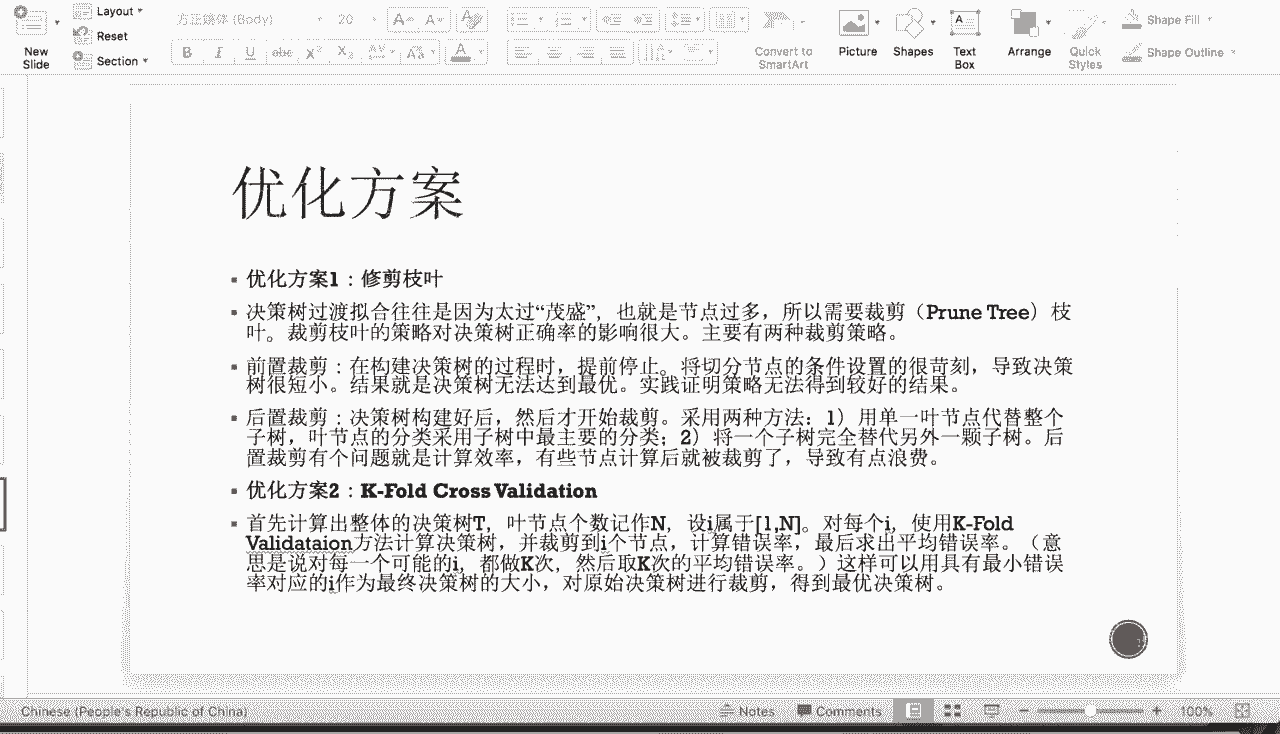 Layout
New Slide
Reset
Section
方正姚体 (Body)
20
A
A
B
I
U
abc
X²
X₂
AV
Aa
A
Convert to SmartArt
Picture
Shapes
Text Box
Arrange
Quick Styles
Shape Fill
Shape Outline
优化方案
优化方案1：修剪枝叶
决策树过渡拟合往往是因为太过“茂盛”，也就是节点过多，所以需要裁剪（Prune Tree）枝
叶。裁剪枝叶的策略对决策树正确率的影响很大。主要有两种裁剪策略。
前置裁剪：在构建决策树的过程时，提前停止。将切分节点的条件设置的很苛刻，导致决策
树很短小。结果就是决策树无法达到最优。实践证明策略无法得到较好的结果。
后置裁剪：决策树构建好后，然后才开始裁剪。采用两种方法：1）用单一叶节点代替整个
子树，叶节点的分类采用子树中最主要的分类；2）将一个子树完全替代另外一颗子树。后
置裁剪有个问题就是计算效率，有些节点计算后就被裁剪了，导致有点浪费。
优化方案2：K-Fold Cross Validation
首先计算出整体的决策树T，叶节点个数记作N，设i属于[1,N]。对每个i，使用K-Fold
Validataion方法计算决策树，并裁剪到i个节点，计算错误率，最后求出平均错误率。（意
思是说对每一个可能的i，都做K次，然后取K次的平均错误率。）这样可以用具有最小错误
率对应的i作为最终决策树的大小，对原始决策树进行裁剪，得到最优决策树。
Chinese (People's Republic of China)
Notes
Comments
100%